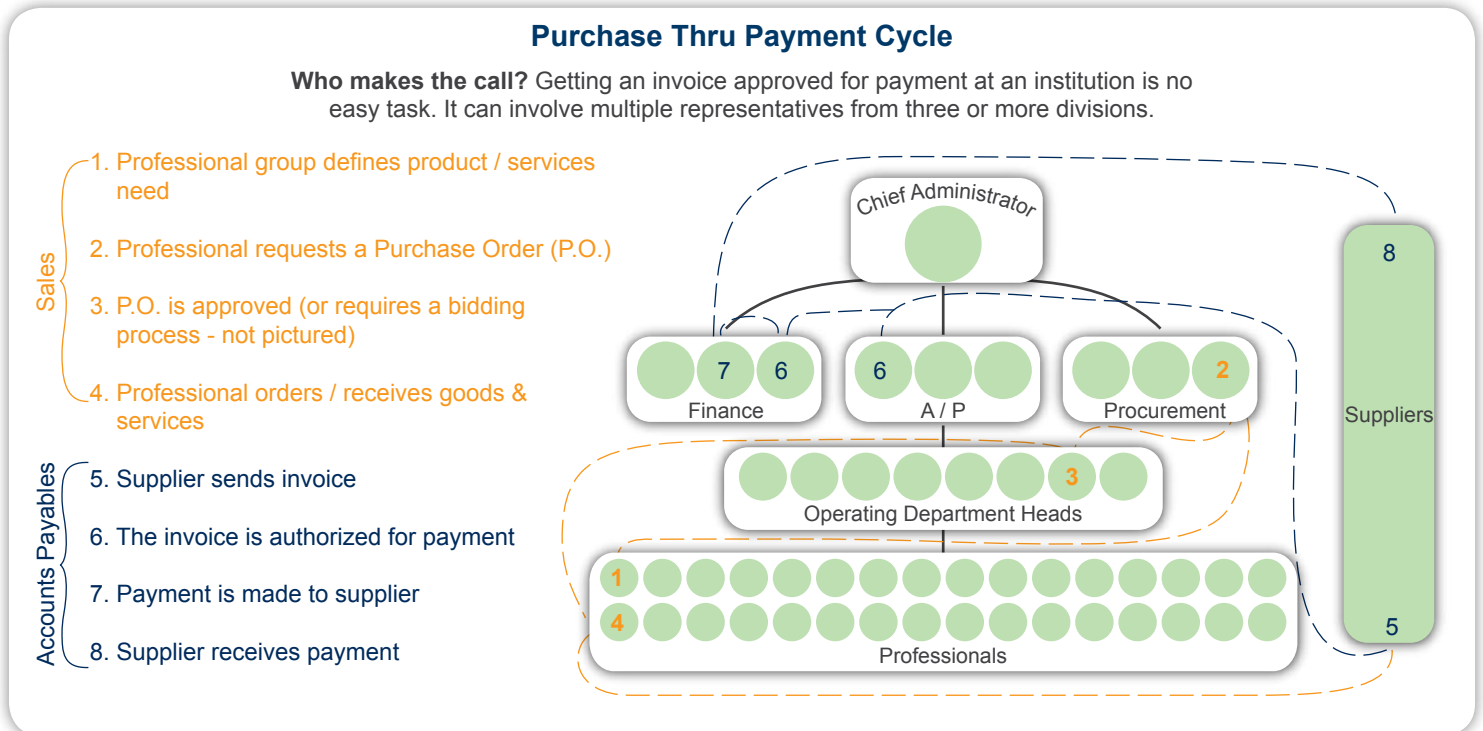 Purchase Thru Payment Cycle
Who makes the call? Getting an invoice approved for payment at an institution is no
easy task. It can involve multiple representatives from three or more divisions.
Sales
1. Professional group defines product / services
need
2. Professional requests a Purchase Order (P.O.)
3. P.O. is approved (or requires a bidding
process - not pictured)
4. Professional orders / receives goods &
services
Accounts Payables
5. Supplier sends invoice
6. The invoice is authorized for payment
7. Payment is made to supplier
8. Supplier receives payment
Chief Administrator
7 6
Finance
6
A / P
2
Procurement
3
Operating Department Heads
1
4
Professionals
8
Suppliers
5